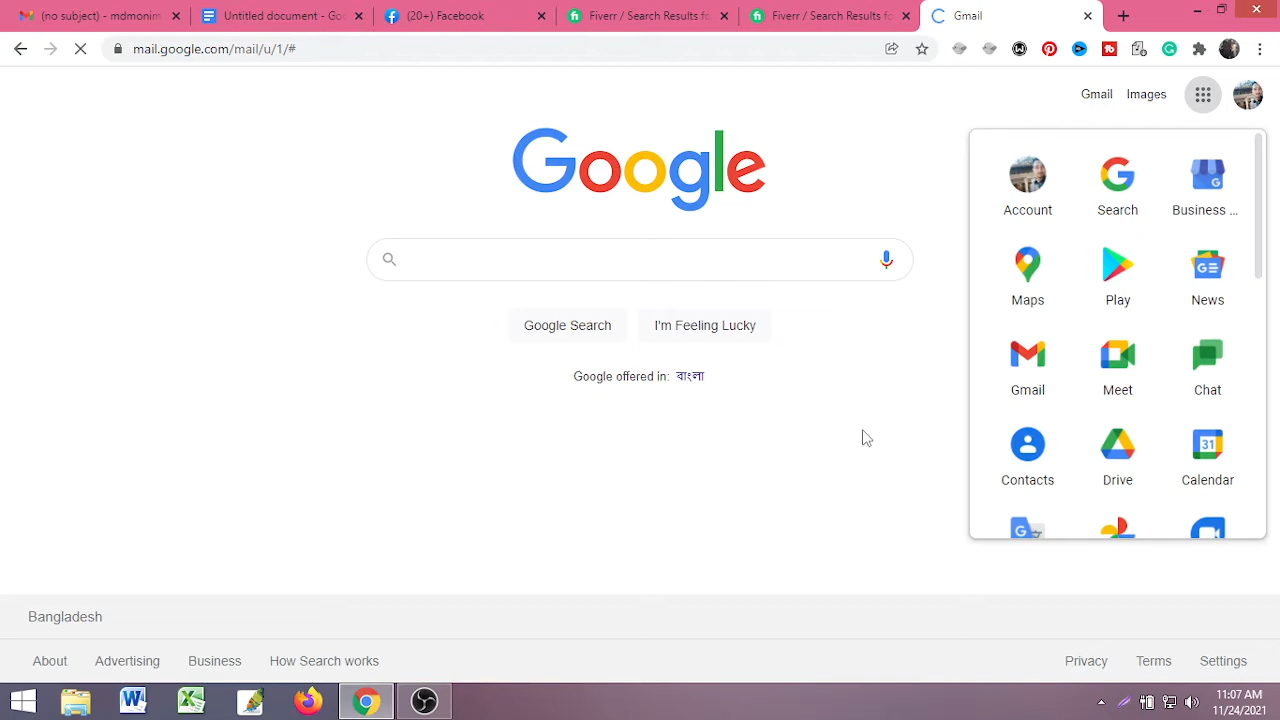 (no subject) - mdmonim
Untitled document - Goo
(20+) Facebook
Fiverr / Search Results fo
Fiverr / Search Results fo
Gmail
mail.google.com/mail/u/1/#
Gmail
Images
Google
Account
Search
Business ...
Maps
Play
News
Gmail
Meet
Chat
Contacts
Drive
31
Calendar
Google Search
I'm Feeling Lucky
Google offered in: বাংলা
Bangladesh
About
Advertising
Business
How Search works
Privacy
Terms
Settings
11:07 AM
11/24/2021